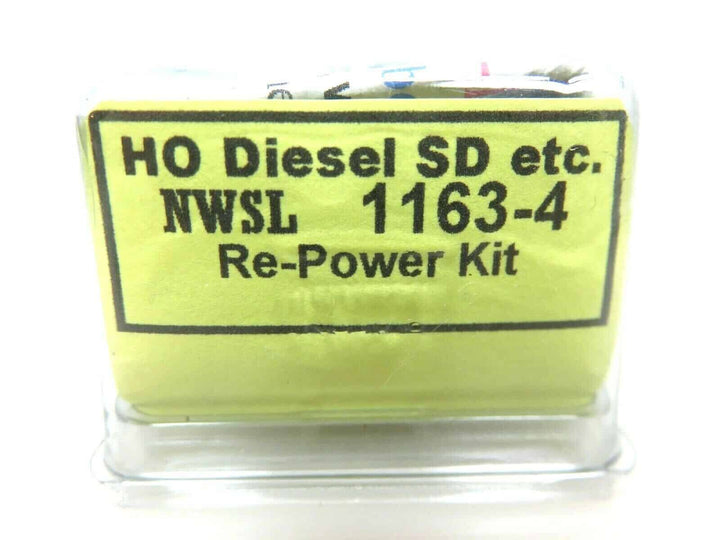 HO Diesel SD etc.
NWSL 1163-4
Re-Power Kit